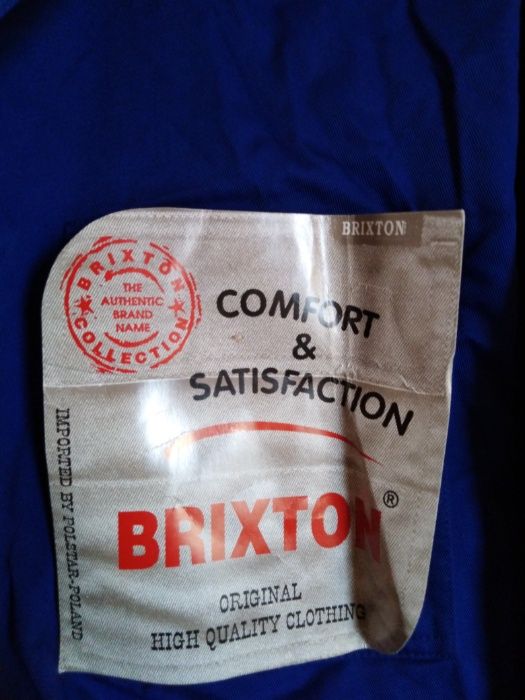 BRIXTON
BRIXTON
THE
AUTHENTIC
BRAND
NAME
COLLECTION
COMFORT
&
SATISFACTION
IMPORTED BY POLSTAR-POLAND
BRIXTON®
ORIGINAL
HIGH QUALITY CLOTHING